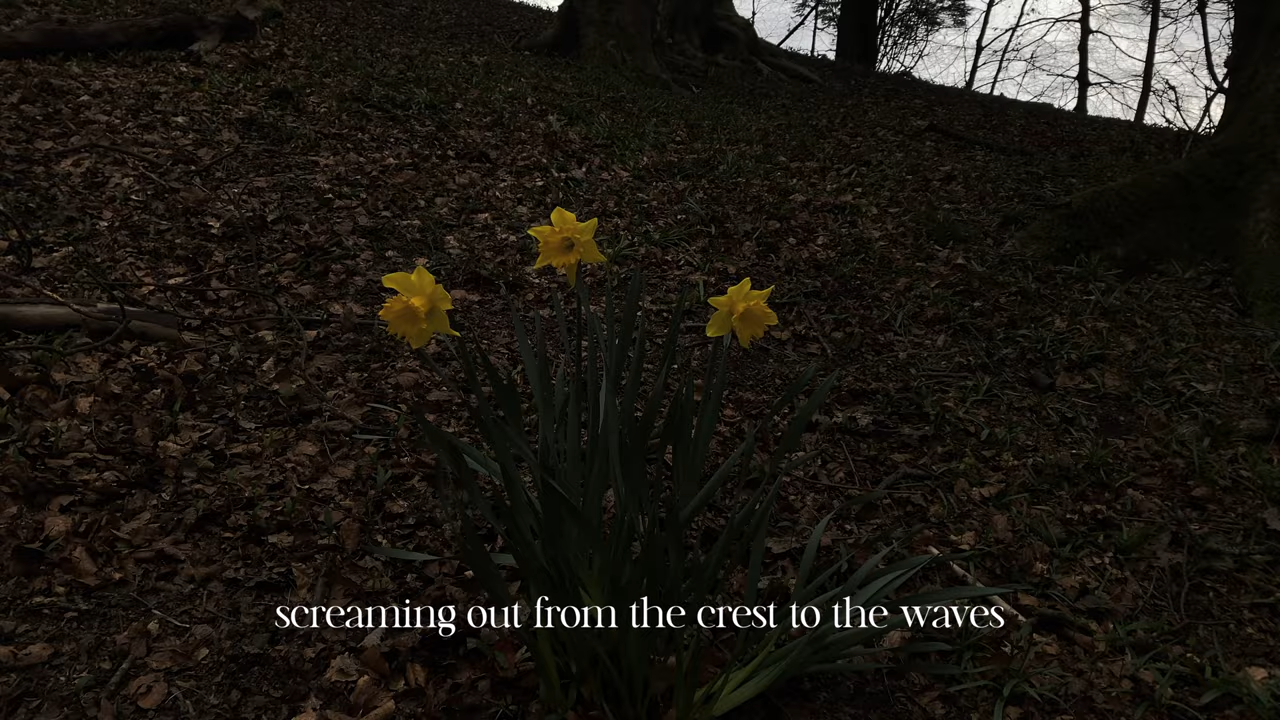 screaming out from the crest to the waves